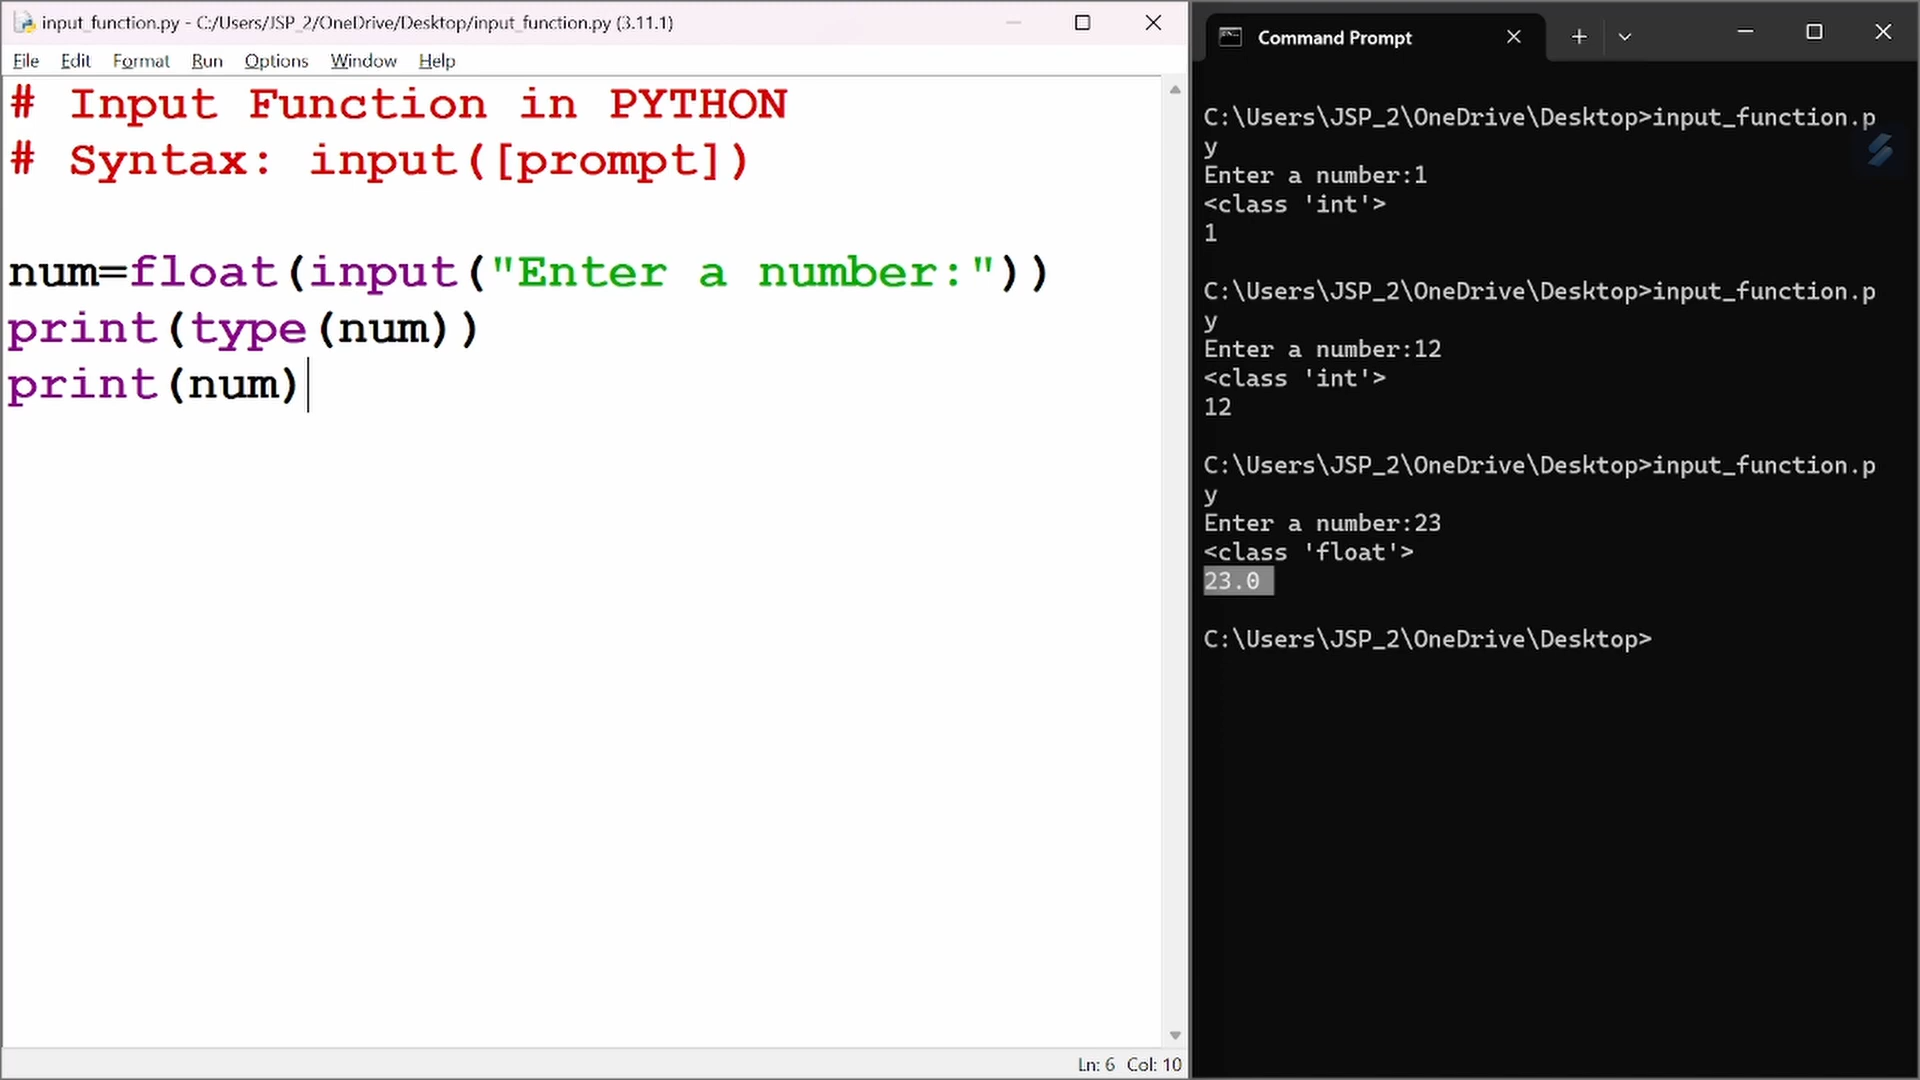 input_function.py - C:/Users/JSP_2/OneDrive/Desktop/input_function.py (3.11.1)
File Edit Format Run Options Window Help
# Input Function in PYTHON
# Syntax: input([prompt])
num=float(input("Enter a number:"))
print(type(num))
print(num)
Ln: 6 Col: 10
Command Prompt
C:\Users\JSP_2\OneDrive\Desktop>input_function.p
y
Enter a number:1
<class 'int'>
1
C:\Users\JSP_2\OneDrive\Desktop>input_function.p
y
Enter a number:12
<class 'int'>
12
C:\Users\JSP_2\OneDrive\Desktop>input_function.p
y
Enter a number:23
<class 'float'>
23.0
C:\Users\JSP_2\OneDrive\Desktop>